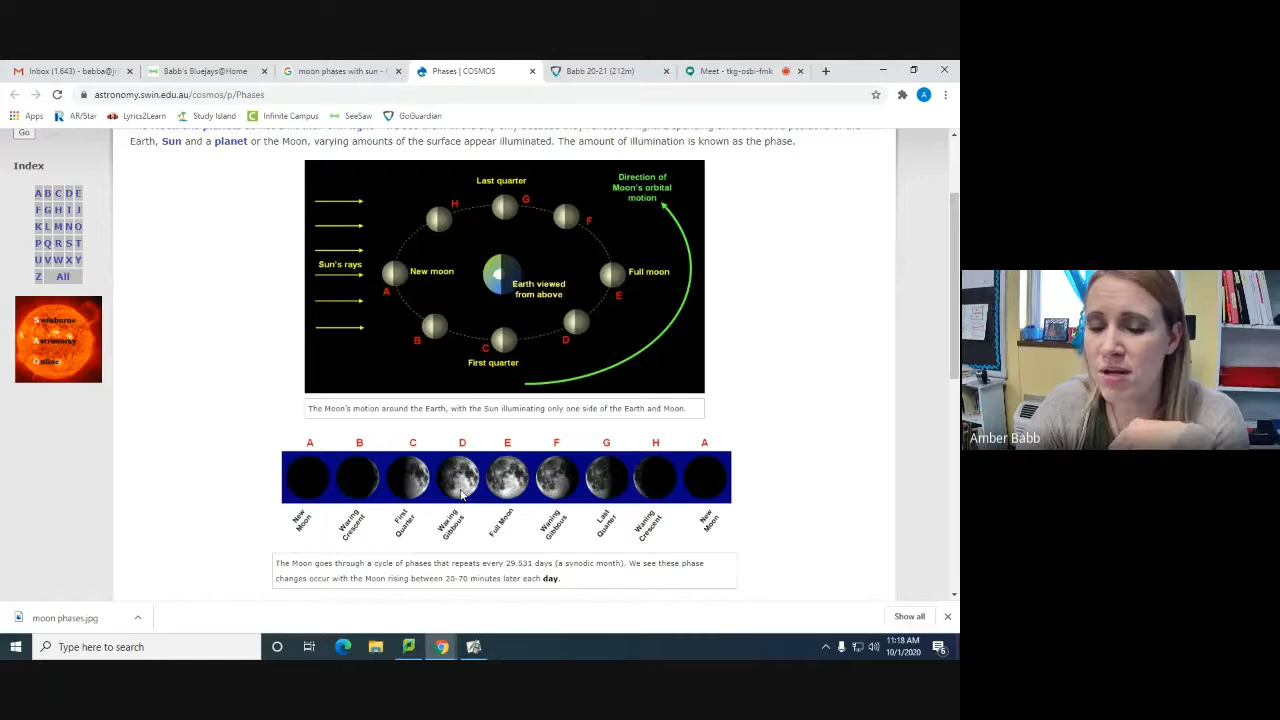 Inbox (1,643) - babba@jr
Babb's Bluejays@Home
moon phases with sun -
Phases | COSMOS
Babb 20-21 (212m)
Meet - tkg-osbi-fmk
astronomy.swin.edu.au/cosmos/p/Phases
A
Apps
AR/Star
Lyrics2Learn
Study Island
Infinite Campus
SeeSaw
GoGuardian
Go
Earth, Sun and a planet or the Moon, varying amounts of the surface appear illuminated. The amount of illumination is known as the phase.
Index
A B C D E
F G H I J
K L M N O
P Q R S T
U V W X Y
Z All
Swinburne
Astronomy
Online
Last quarter
Direction of
Moon's orbital
motion
H
G
F
Sun's rays
New moon
Full moon
Earth viewed
from above
A
E
B
C
D
First quarter
The Moon's motion around the Earth, with the Sun illuminating only one side of the Earth and Moon.
A B C D E F G H A
New
Moon
Waxing
Crescent
First
Quarter
Waxing
Gibbous
Full Moon
Waning
Gibbous
Last
Quarter
Waning
Crescent
New
Moon
The Moon goes through a cycle of phases that repeats every 29.531 days (a synodic month). We see these phase
changes occur with the Moon rising between 20-70 minutes later each day.
Amber Babb
moon phases.jpg
Show all
Type here to search
11:18 AM
10/1/2020
6